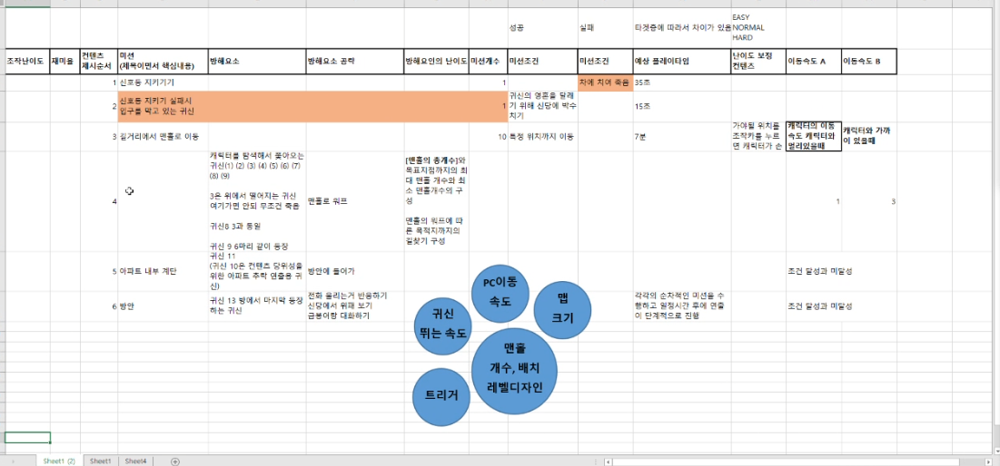 성공 실패 타겟층에 따라서 차이가 있음 EASY
NORMAL
HARD
조작난이도 재미율 컨텐츠 제시순서 미션 (제목이면서 핵심내용) 방해요소 방해요소 공략 방해요인의 난이도 미션개수 미션조건 미션조건 예상 플레이타임 난이도 보정 컨텐츠 이동속도 A 이동속도 B
1 신호등 지키기기 1 차에 치여 죽음 35초
2 신호등 지키기 실패시
입구를 막고 있는 귀신
1 귀신의 영혼을 달래
기 위해 신당에 박수
치기
15초
3 길거리에서 맨홀로 이동 10 특정 위치까지 이동 7분
가야될 위치를
조작키를 누르
면 캐릭터가 손
캐릭터의 이동
속도 캐릭터와
멀리있을때
캐릭터와 가까
이 있을때
4
캐릭터를 탐색해서 쫓아오는
귀신(1) (2) (3) (4) (5) (6) (7)
(8) (9)
3은 위에서 떨어지는 귀신
여기가면 안되 무조건 죽음
귀신8 3과 동일
귀신 9 6마리 같이 등장
귀신 11
(귀신 10은 컨텐츠 당위성을
위한 아파트 추락 연출용 귀
신)
맨홀로 워프
[맨홀의 총개수]와
목표지점까지의 최
대 맨홀 개수와 최
소 맨홀개수의 구
성
맨홀의 워프에 따
른 목적지까지의
길찾기 구성
1 3
5 아파트 내부 계단 방안에 들어가 조건 달성과 미달성
6 방안
귀신 13 방에서 마지막 등장
하는 귀신
전화 울리는거 반응하기
신당에서 위패 보기
금붕어랑 대화하기
각각의 순차적인 미션을 수
행하고 일정시간 후에 연출
이 단계적으로 진행
조건 달성과 미달성
PC이동
속도
맵
크기
귀신
뛰는 속도
맨홀
개수, 배치
레벨디자인
트리거
Sheet1 (2) Sheet1 Sheet4